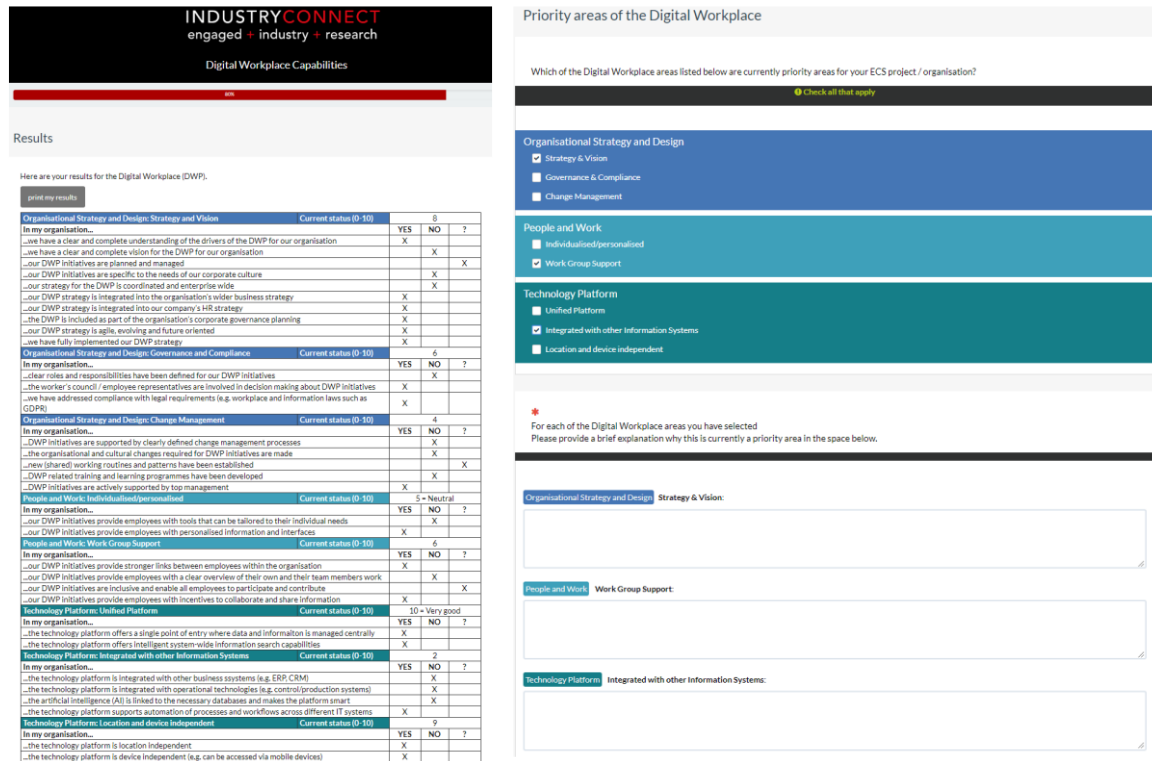 INDUSTRYCONNECT
engaged + industry + research
Digital Workplace Capabilities
80%
Results
Here are your results for the Digital Workplace (DWP).
print my results
Organisational Strategy and Design: Strategy and Vision Current status (0-10) 8
In my organisation... YES NO ?
...we have a clear and complete understanding of the drivers of the DWP for our organisation X
...we have a clear and complete vision for the DWP for our organisation X
...our DWP initiatives are planned and managed X
...our DWP initiatives are specific to the needs of our corporate culture X
...our strategy for the DWP is coordinated and enterprise wide X
...our DWP strategy is integrated into the organisation's wider business strategy X
...our DWP strategy is integrated into our company's HR strategy X
...the DWP is included as part of the organisation's corporate governance planning X
...our DWP strategy is agile, evolving and future oriented X
...we have fully implemented our DWP strategy X
Organisational Strategy and Design: Governance and Compliance Current status (0-10) 6
In my organisation... YES NO ?
...clear roles and responsibilities have been defined for our DWP initiatives X
...the worker's council / employee representatives are involved in decision making about DWP initiatives X
...we have addressed compliance with legal requirements (e.g. workplace and information laws such as
GDPR) X
Organisational Strategy and Design: Change Management Current status (0-10) 4
In my organisation... YES NO ?
...DWP initiatives are supported by clearly defined change management processes X
...the organisational and cultural changes required for DWP initiatives are made X
...new (shared) working routines and patterns have been established X
...DWP related training and learning programmes have been developed X
...DWP initiatives are actively supported by top management X
People and Work: Individualised/personalised Current status (0-10) 5 = Neutral
In my organisation... YES NO ?
...our DWP initiatives provide employees with tools that can be tailored to their individual needs X
...our DWP initiatives provide employees with personalised information and interfaces X
People and Work: Work Group Support Current status (0-10) 6
In my organisation... YES NO ?
...our DWP initiatives provide stronger links between employees within the organisation X
...our DWP initiatives provide employees with a clear overview of their own and their team members work X
...our DWP initiatives are inclusive and enable all employees to participate and contribute X
...our DWP initiatives provide employees with incentives to collaborate and share information X
Technology Platform: Unified Platform Current status (0-10) 10 = Very good
In my organisation... YES NO ?
...the technology platform offers a single point of entry where data and informaiton is managed centrally X
...the technology platform offers intelligent system-wide information search capabilities X
Technology Platform: Integrated with other Information Systems Current status (0-10) 2
In my organisation... YES NO ?
...the technology platform is integrated with other business ssystems (e.g. ERP, CRM) X
...the technology platform is integrated with operational technologies (e.g. control/production systems) X
...the artificial intelligence (AI) is linked to the necessary databases and makes the platform smart X
...the technology platform supports automation of processes and workflows across different IT systems X
Technology Platform: Location and device independent Current status (0-10) 9
In my organisation... YES NO ?
...the technology platform is location independent X
...the technology platform is device independent (e.g. can be accessed via mobile devices) X
Priority areas of the Digital Workplace
Which of the Digital Workplace areas listed below are currently priority areas for your ECS project / organisation?
Check all that apply
Organisational Strategy and Design
Strategy & Vision
Governance & Compliance
Change Management
People and Work
Individualised/personalised
Work Group Support
Technology Platform
Unified Platform
Integrated with other Information Systems
Location and device independent
*
For each of the Digital Workplace areas you have selected
Please provide a brief explanation why this is currently a priority area in the space below.
Organisational Strategy and Design Strategy & Vision:
People and Work Work Group Support:
Technology Platform Integrated with other Information Systems: